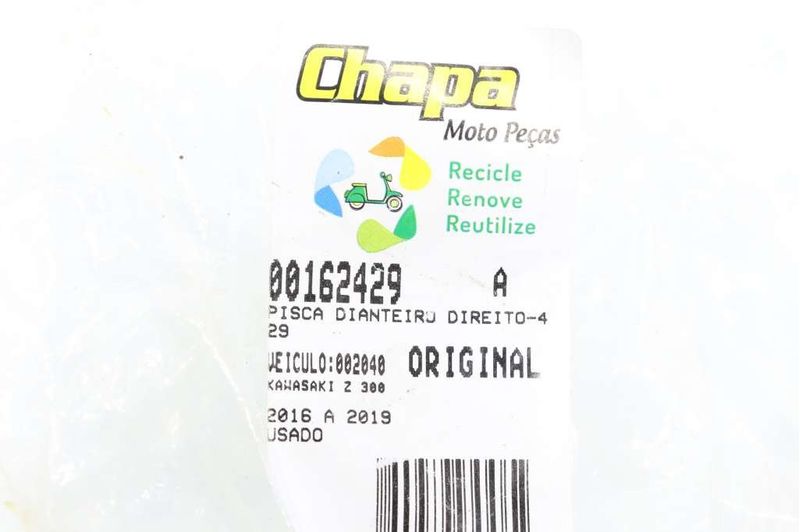 Chapa
Moto Peças
Recicle
Renove
Reutilize
00162429 A
PISCA DIANTEIRO DIREITO-4
29
VEICULO:002040 ORIGINAL
KAWASAKI Z 300
2016 A 2019
USADO